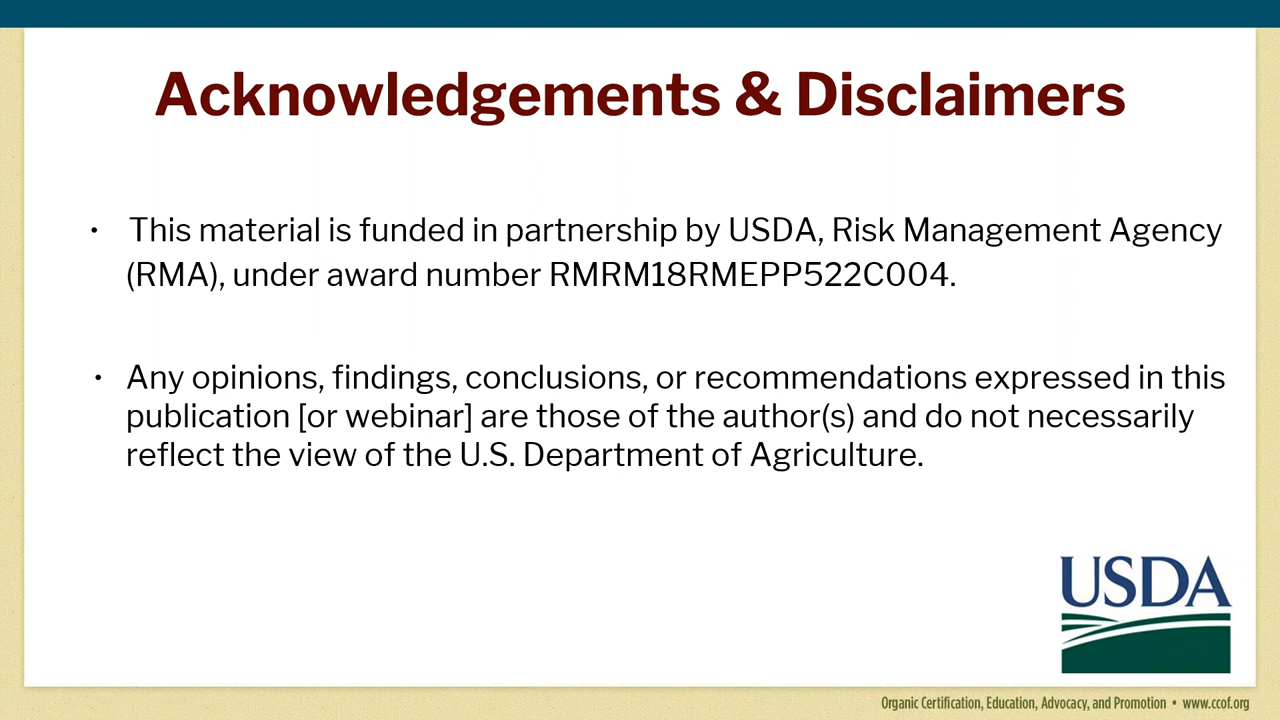 Acknowledgements & Disclaimers
• This material is funded in partnership by USDA, Risk Management Agency
(RMA), under award number RMRM18RMEPP522C004.
• Any opinions, findings, conclusions, or recommendations expressed in this
publication [or webinar] are those of the author(s) and do not necessarily
reflect the view of the U.S. Department of Agriculture.
USDA
Organic Certification, Education, Advocacy, and Promotion • www.ccof.org